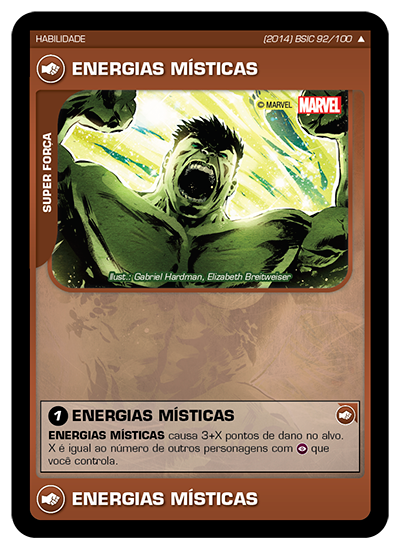 HABILIDADE (2014) BSIC 92/100 ▲
ENERGIAS MÍSTICAS
© MARVEL MARVEL
SUPER FORÇA
Ilust.: Gabriel Hardman, Elizabeth Breitweiser
1 ENERGIAS MÍSTICAS
ENERGIAS MÍSTICAS causa 3+X pontos de dano no alvo.
X é igual ao número de outros personagens com que
você controla.
ENERGIAS MÍSTICAS